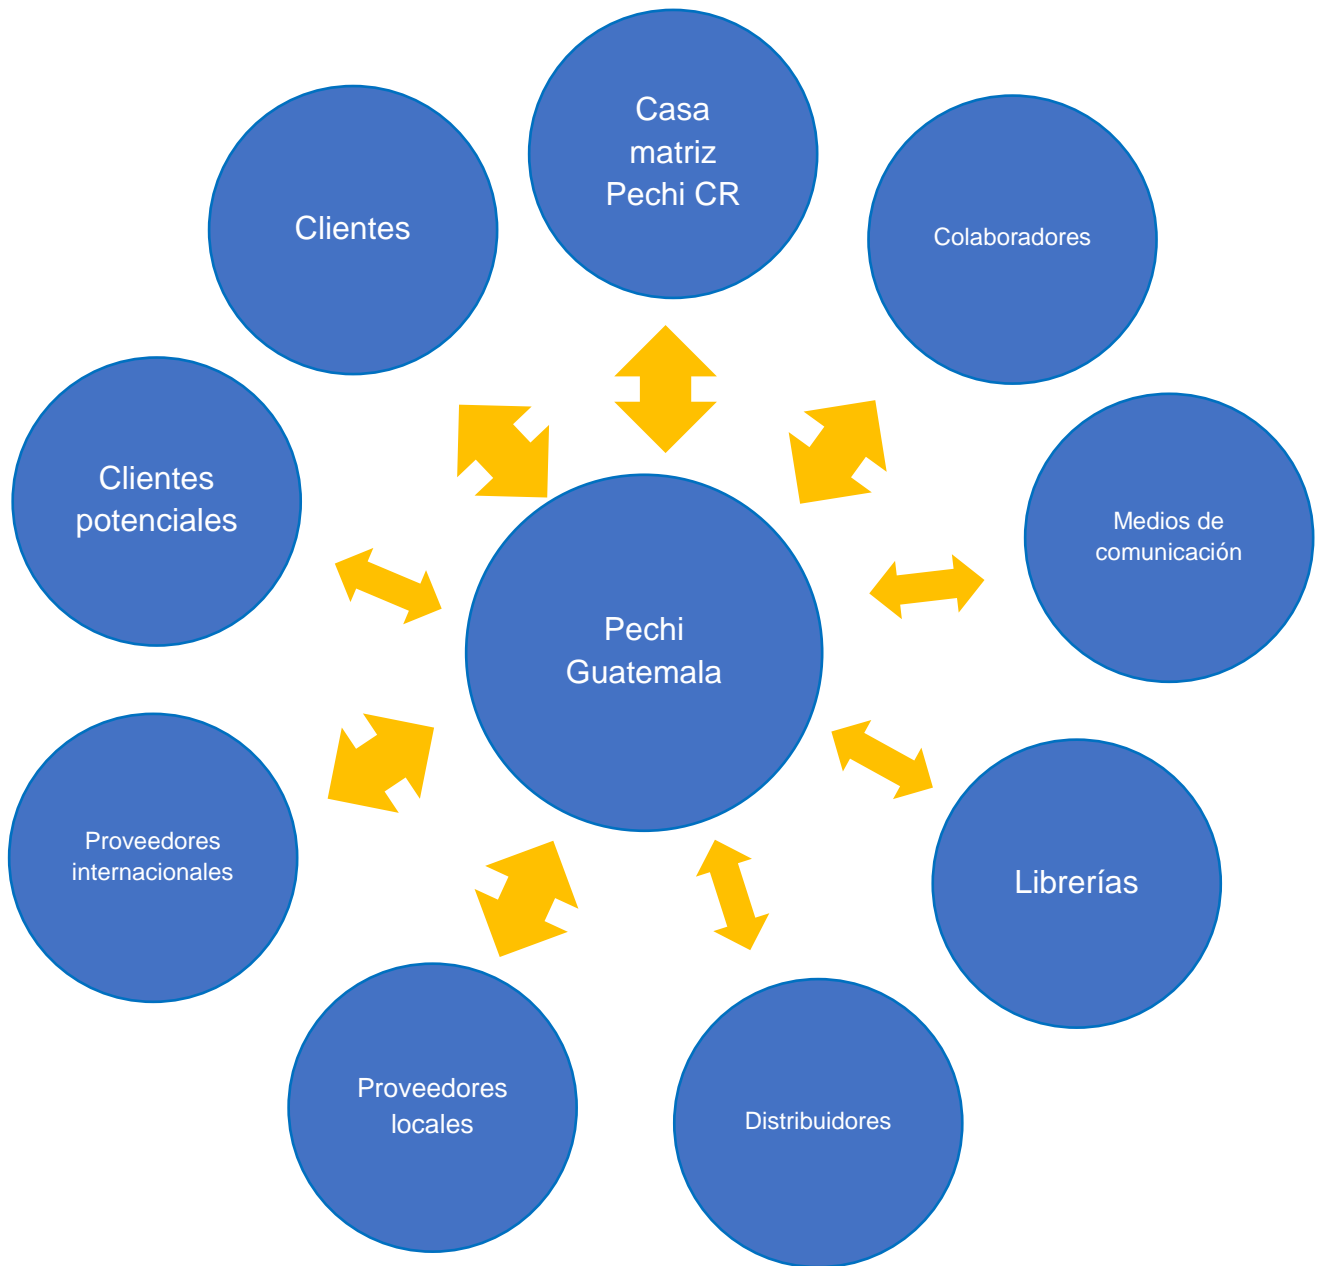 Casa
matriz
Pechi CR
Clientes
Colaboradores
Clientes
potenciales
Medios de
comunicación
Pechi
Guatemala
Proveedores
internacionales
Librerías
Proveedores
locales
Distribuidores